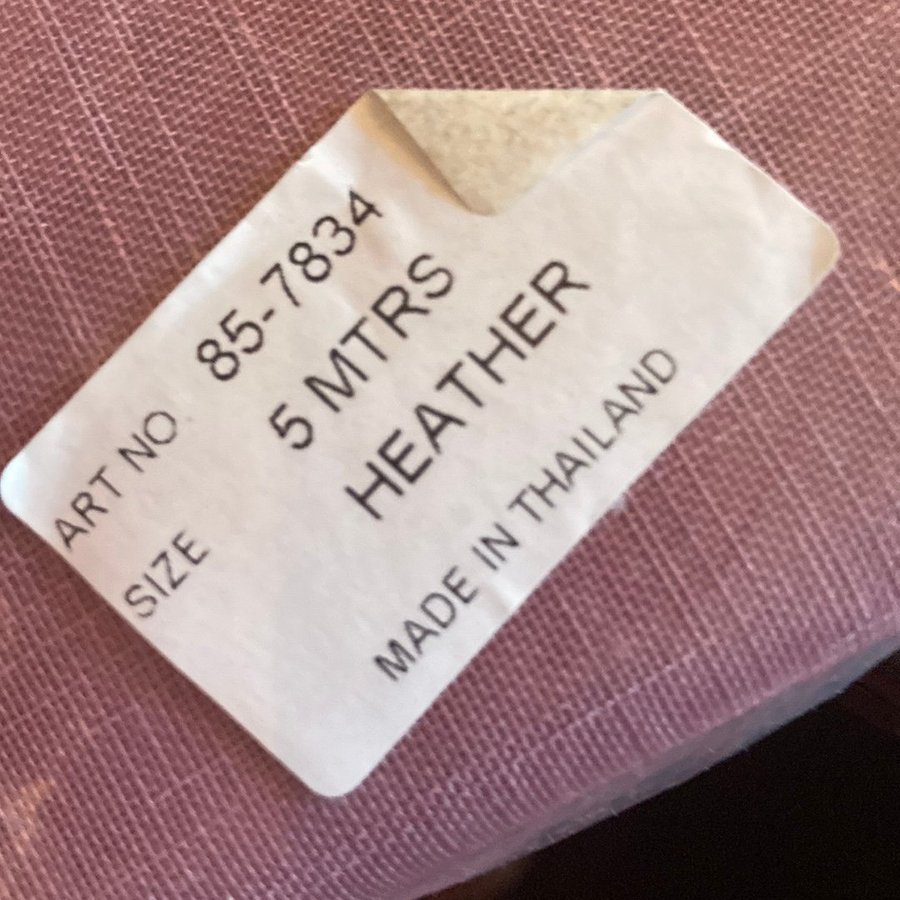 ART NO. 85-7834
SIZE 5 MTRS
HEATHER
MADE IN THAILAND